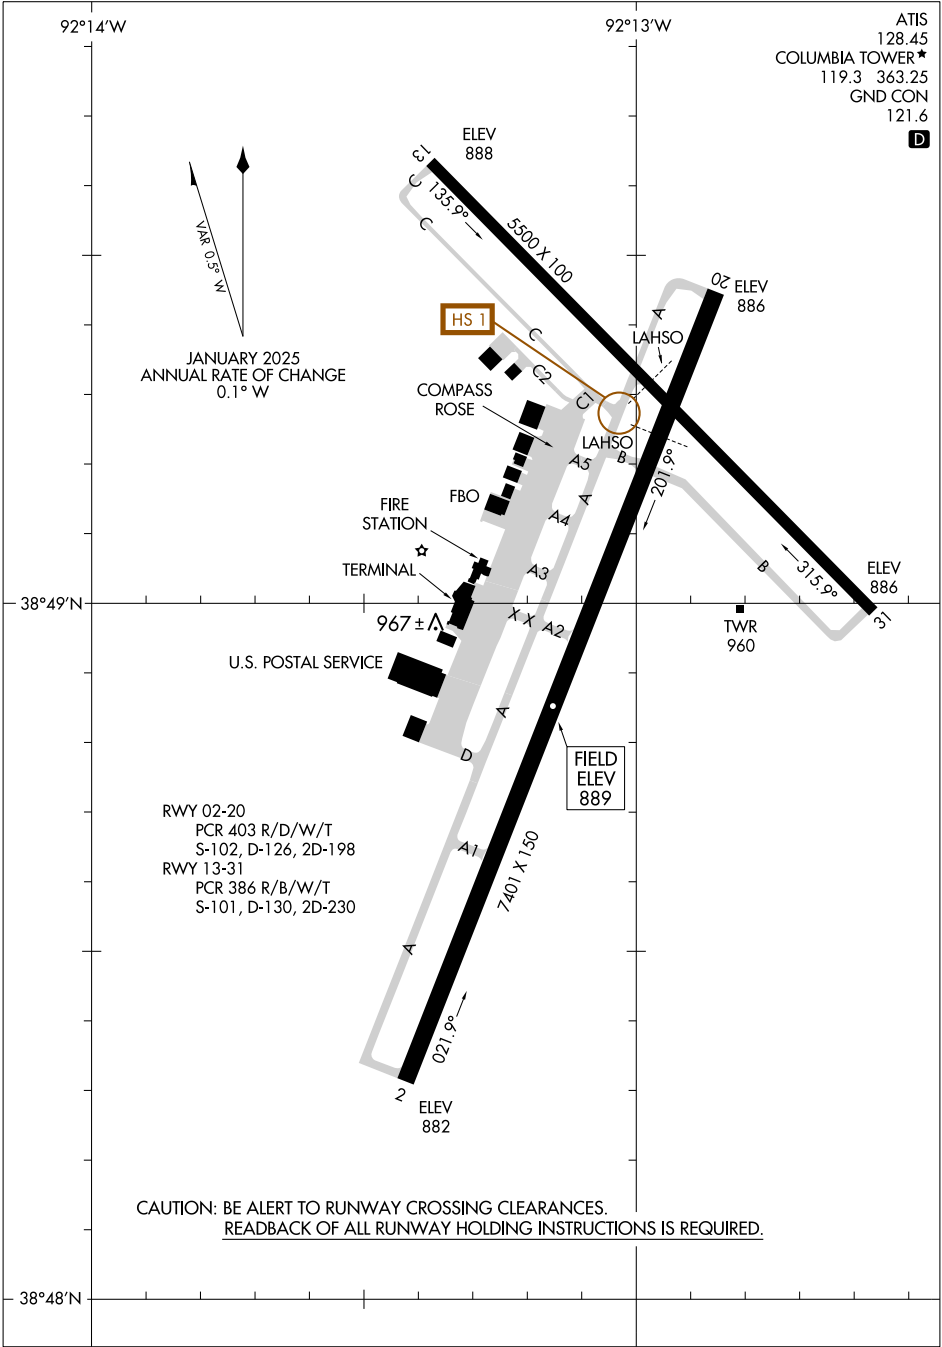 92°14'W
92°13'W
ATIS
128.45
COLUMBIA TOWER★
119.3 363.25
GND CON
121.6
D
ELEV
888
13
C
135.9°
C
5500 X 100
VAR 0.5° W
20
ELEV
886
A
HS 1
LAHSO
C
JANUARY 2025
ANNUAL RATE OF CHANGE
0.1° W
C2
COMPASS
ROSE
C1
LAHSO
B
A5
201.9°
A
FBO
A4
FIRE
STATION
TERMINAL
A3
B
315.9°
ELEV
886
31
38°49'N
967±
X X
A2
TWR
960
U.S. POSTAL SERVICE
A
D
FIELD
ELEV
889
RWY 02-20
PCR 403 R/D/W/T
S-102, D-126, 2D-198
RWY 13-31
PCR 386 R/B/W/T
S-101, D-130, 2D-230
A1
7401 X 150
A
021.9°
2
ELEV
882
CAUTION: BE ALERT TO RUNWAY CROSSING CLEARANCES.
READBACK OF ALL RUNWAY HOLDING INSTRUCTIONS IS REQUIRED.
38°48'N